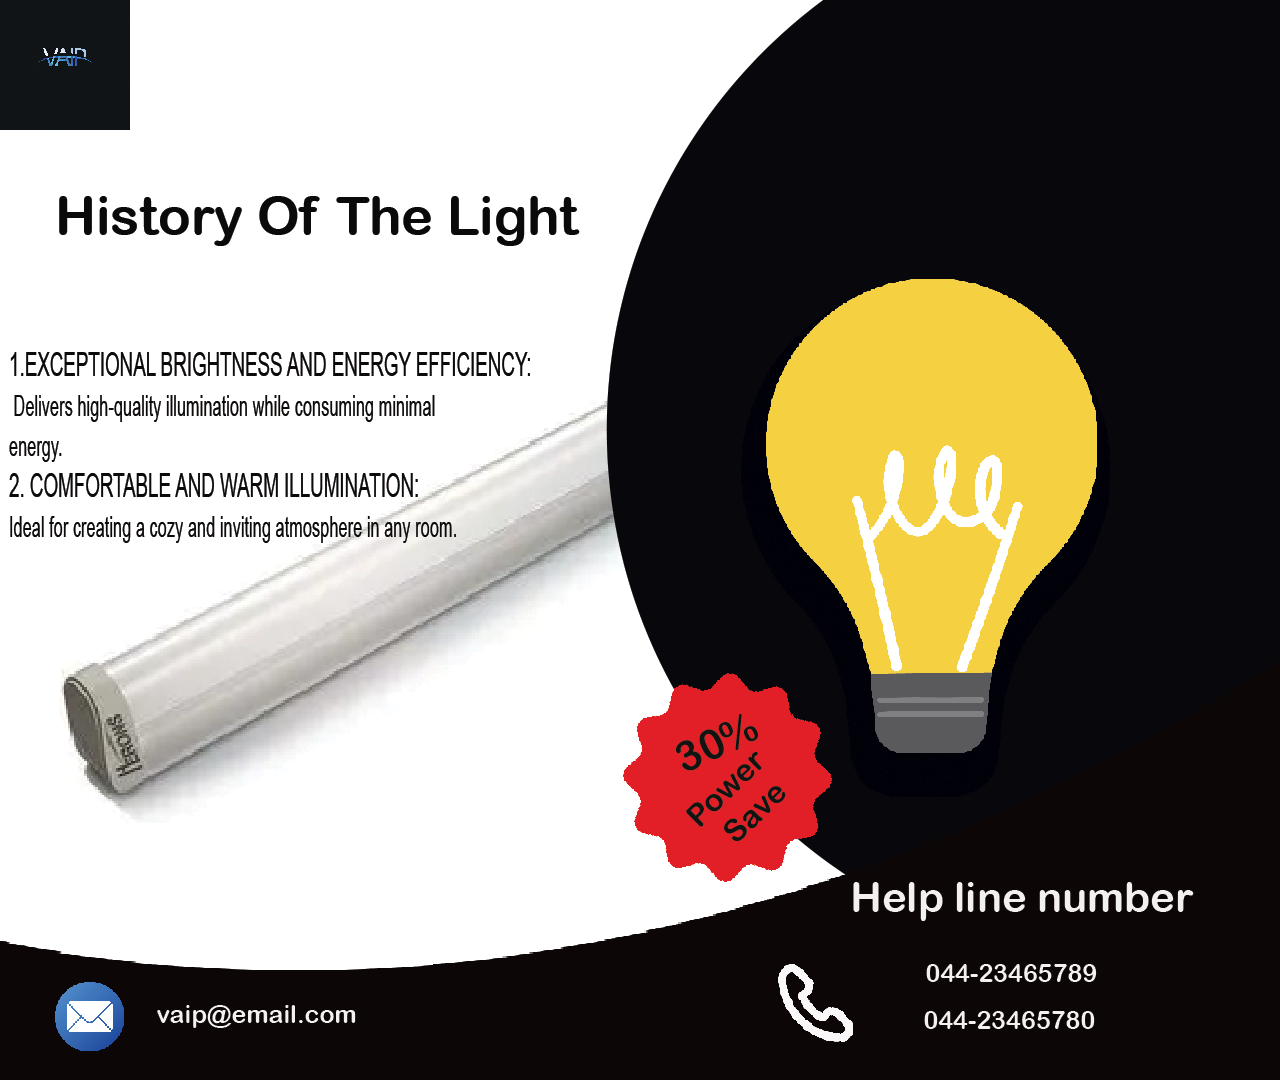 VAIP
History Of The Light
1.EXCEPTIONAL BRIGHTNESS AND ENERGY EFFICIENCY:
Delivers high-quality illumination while consuming minimal
energy.
2. COMFORTABLE AND WARM ILLUMINATION:
Ideal for creating a cozy and inviting atmosphere in any room.
HERONS
30%
Power
Save
Help line number
044-23465789
044-23465780
vaip@email.com